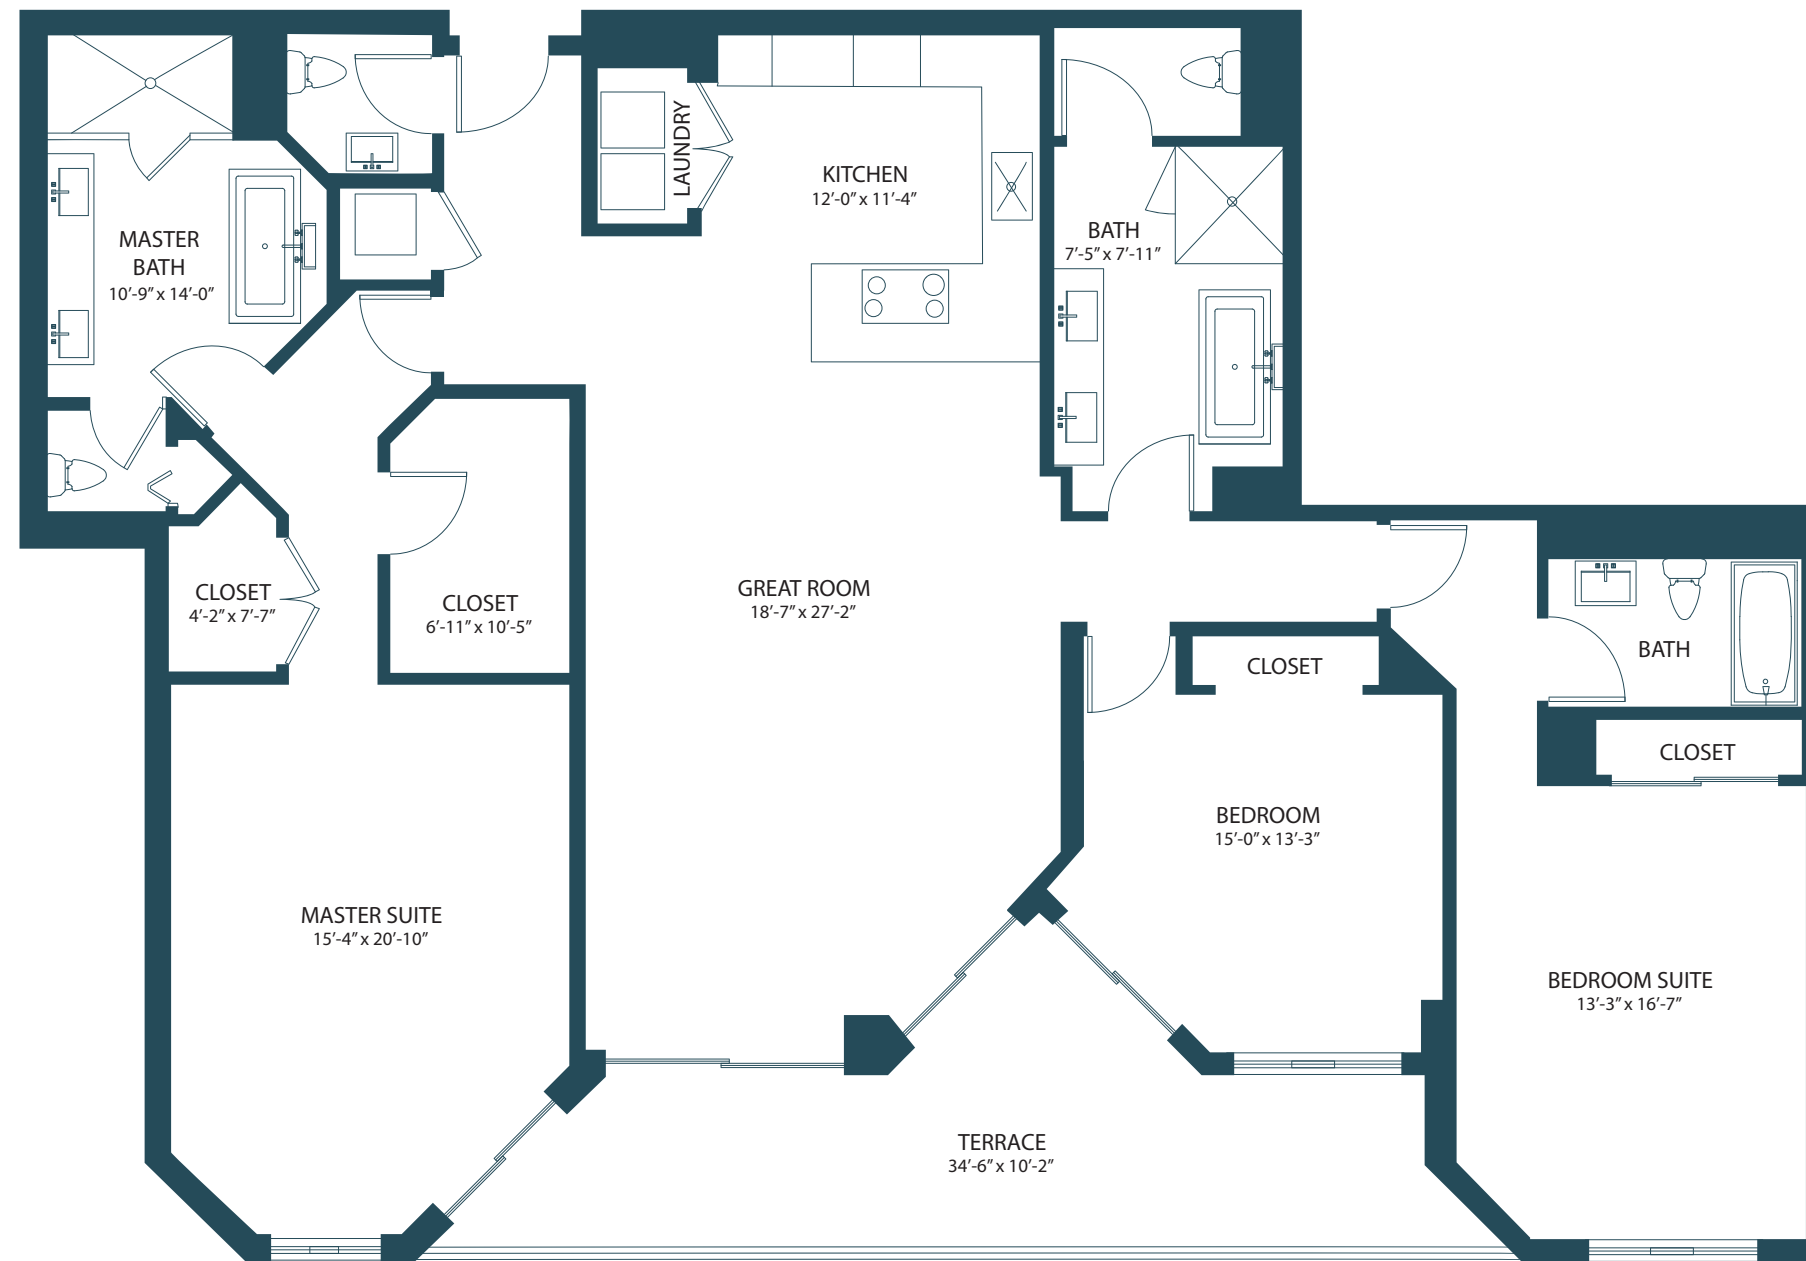 LAUNDRY
KITCHEN
12'-0" x 11'-4"
MASTER
BATH
10'-9" x 14'-0"
BATH
7'-5" x 7'-11"
CLOSET
4'-2" x 7'-7"
CLOSET
6'-11" x 10'-5"
GREAT ROOM
18'-7" x 27'-2"
CLOSET
BATH
CLOSET
BEDROOM
15'-0" x 13'-3"
MASTER SUITE
15'-4" x 20'-10"
BEDROOM SUITE
13'-3" x 16'-7"
TERRACE
34'-6" x 10'-2"